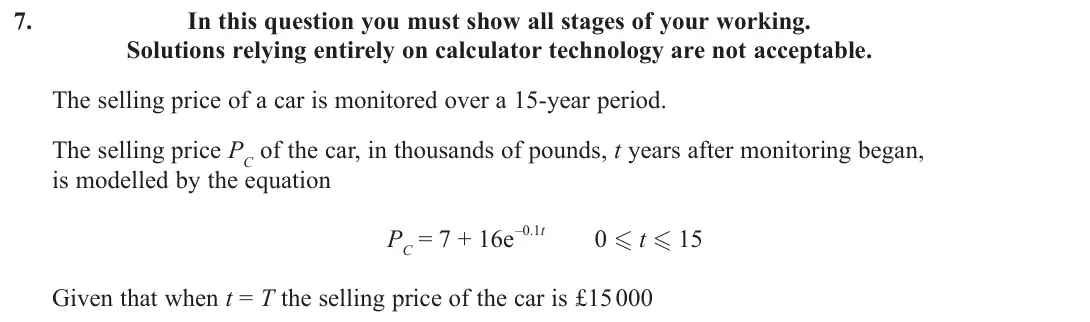 7. In this question you must show all stages of your working.
Solutions relying entirely on calculator technology are not acceptable.
The selling price of a car is monitored over a 15-year period.
The selling price P_C of the car, in thousands of pounds, t years after monitoring began,
is modelled by the equation
P_C = 7 + 16e^{–0.1t}   0 ⩽ t ⩽ 15
Given that when t = T the selling price of the car is £15 000